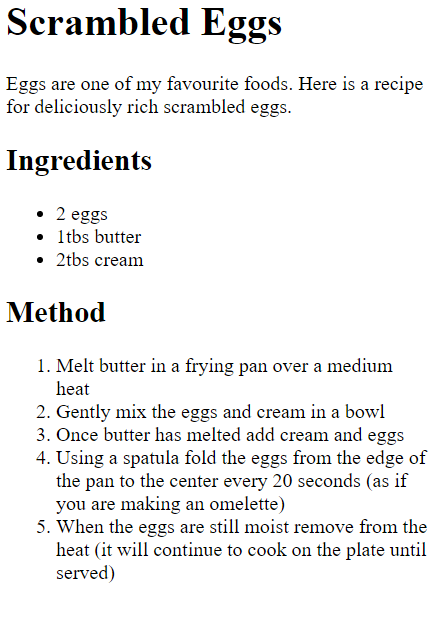 Scrambled Eggs
Eggs are one of my favourite foods. Here is a recipe
for deliciously rich scrambled eggs.
Ingredients
• 2 eggs
• 1tbs butter
• 2tbs cream
Method
1. Melt butter in a frying pan over a medium
heat
2. Gently mix the eggs and cream in a bowl
3. Once butter has melted add cream and eggs
4. Using a spatula fold the eggs from the edge of
the pan to the center every 20 seconds (as if
you are making an omelette)
5. When the eggs are still moist remove from the
heat (it will continue to cook on the plate until
served)